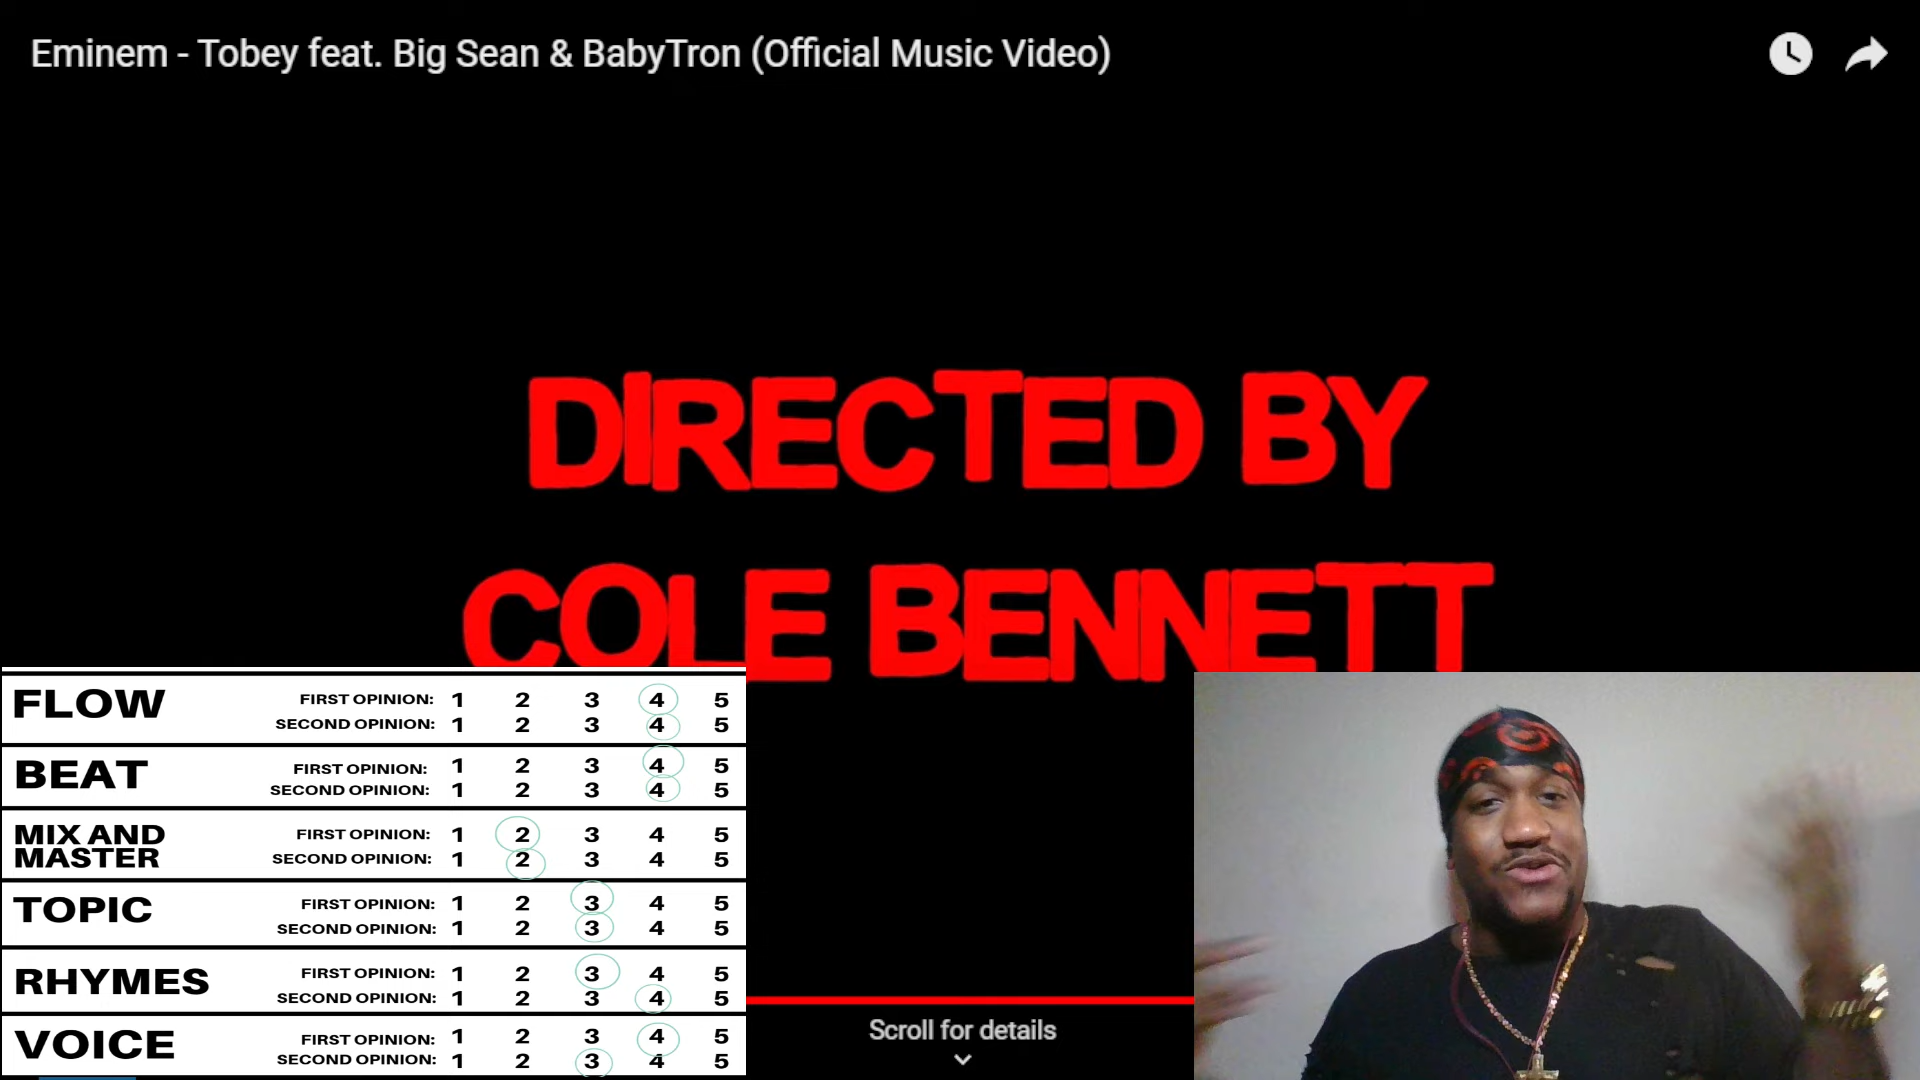 Eminem - Tobey feat. Big Sean & BabyTron (Official Music Video)
DIRECTED BY
COLE BENNETT
FLOW
FIRST OPINION: 1 2 3 4 5
SECOND OPINION: 1 2 3 4 5
BEAT
FIRST OPINION: 1 2 3 4 5
SECOND OPINION: 1 2 3 4 5
MIX AND
MASTER
FIRST OPINION: 1 2 3 4 5
SECOND OPINION: 1 2 3 4 5
TOPIC
FIRST OPINION: 1 2 3 4 5
SECOND OPINION: 1 2 3 4 5
RHYMES
FIRST OPINION: 1 2 3 4 5
SECOND OPINION: 1 2 3 4 5
VOICE
FIRST OPINION: 1 2 3 4 5
SECOND OPINION: 1 2 3 4 5
Scroll for details